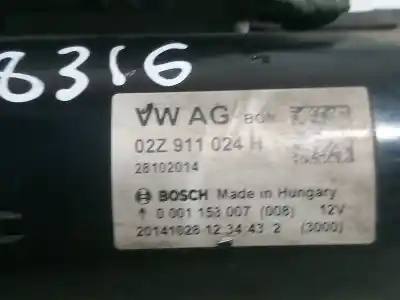 8316
VW AG
02Z 911 024 H
28102014
BOSCH Made in Hungary
↑ 0 001 153 007 (008) 12V
20141028 12 34 43 2 (3000)